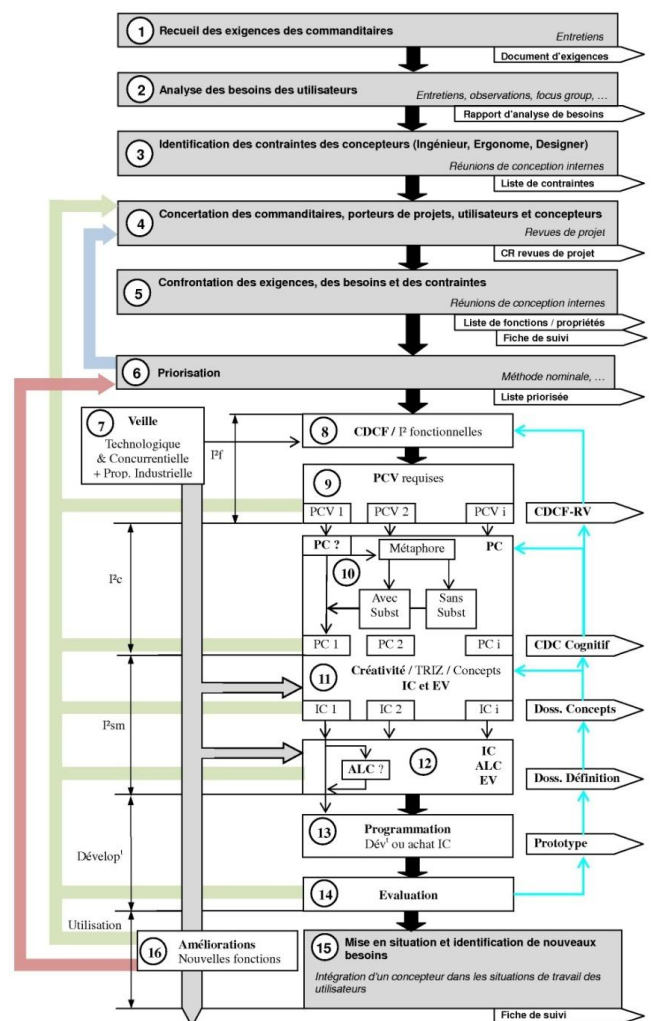 1 Recueil des exigences des commanditaires
Entretiens
Document d'exigences
2 Analyse des besoins des utilisateurs
Entretiens, observations, focus group, …
Rapport d'analyse de besoins
3 Identification des contraintes des concepteurs (Ingénieur, Ergonome, Designer)
Réunions de conception internes
Liste de contraintes
4 Concertation des commanditaires, porteurs de projets, utilisateurs et concepteurs
Revues de projet
CR revues de projet
5 Confrontation des exigences, des besoins et des contraintes
Réunions de conception internes
Liste de fonctions / propriétés
Fiche de suivi
6 Priorisation
Méthode nominale, …
Liste priorisée
7 Veille
Technologique
& Concurrentielle
+ Prop. Industrielle
I²f
8 CDCF / I² fonctionnelles
9 PCV requises
PCV 1 PCV 2 PCV i
CDCF-RV
I²c
PC ? Métaphore PC
10
Avec Subst
Sans Subst
PC 1 PC 2 PC i
CDC Cognitif
11 Créativité / TRIZ / Concepts
IC et EV
I²sm
IC 1 IC 2 IC i
Doss. Concepts
ALC ? 12 IC
ALC
EV
Doss. Définition
13 Programmation
Dévᵗ ou achat IC
Prototype
Développᵗ
14 Evaluation
Utilisation
15 Mise en situation et identification de nouveaux
besoins
Intégration d'un concepteur dans les situations de travail des
utilisateurs
16 Améliorations
Nouvelles fonctions
Fiche de suivi